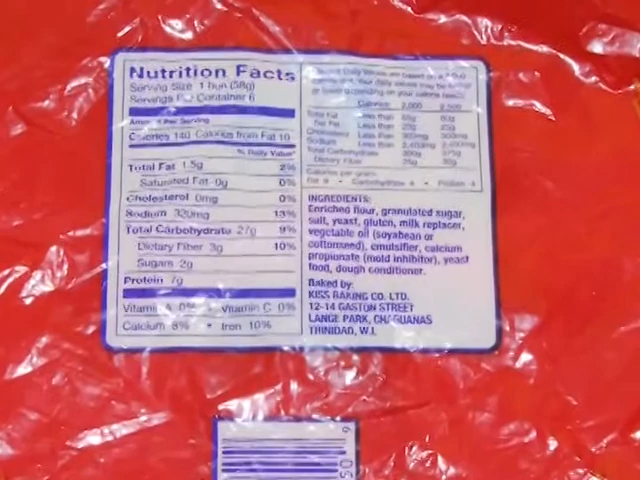 Nutrition Facts
Serving Size 1 bun (58g)
Servings Per Container 6
Amount Per Serving
Calories 140 Calories from Fat 10
% Daily Value*
Total Fat 1.5g 2%
Saturated Fat 0g 0%
Cholesterol 0mg 0%
Sodium 320mg 13%
Total Carbohydrate 27g 9%
Dietary Fiber 3g 10%
Sugars 2g
Protein 7g
Vitamin A 0% • Vitamin C 0%
Calcium 8% • Iron 10%
Daily Values are based on a
diet. Your daily values may be
or lower depending on your calorie needs:
Calories 2,000 2,500
Total Fat Less than 65g 80g
Sat Fat Less than 20g 25g
Cholesterol Less than 300mg 300mg
Sodium Less than 2,400mg 2,400mg
Total Carbohydrate 300g 375g
Dietary Fiber 25g 30g
Calories per gram
Fat 9 • Carbohydrate 4 • Protein 4
INGREDIENTS:
Enriched flour, granulated sugar,
salt, yeast, gluten, milk replacer,
vegetable oil (soyabean or
cottonseed), emulsifier, calcium
propionate (mold inhibitor), yeast
food, dough conditioner.
Baked by:
KISS BAKING CO. LTD.
12-14 GASTON STREET
LANGE PARK, CHAGUANAS
TRINIDAD, W.I.